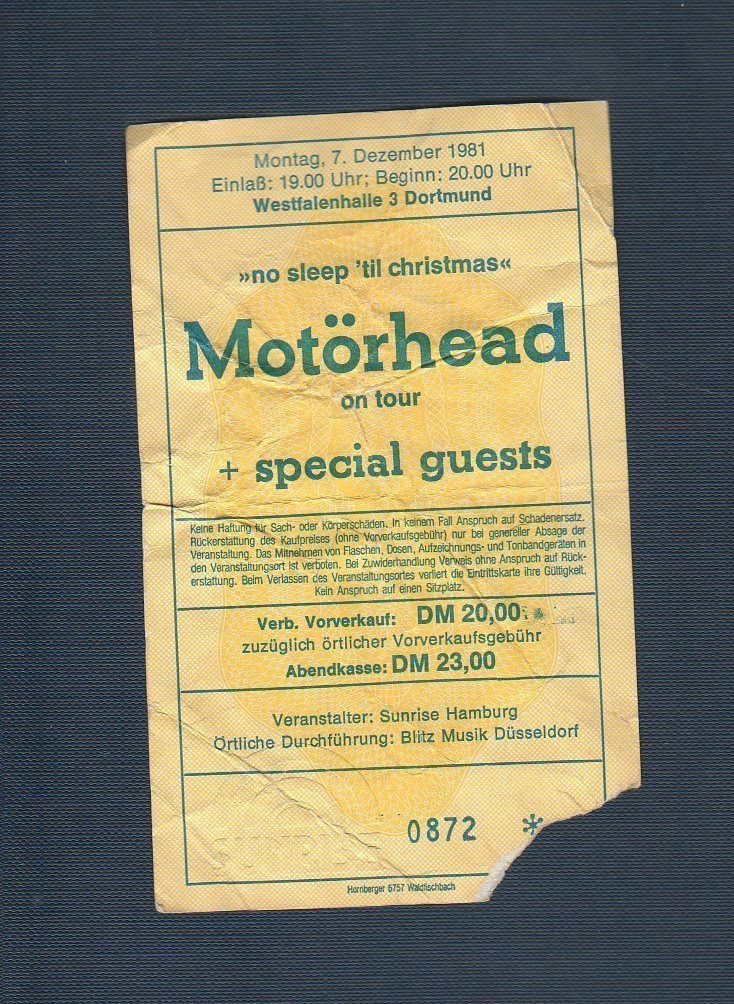 Montag, 7. Dezember 1981
Einlaß: 19.00 Uhr; Beginn: 20.00 Uhr
Westfalenhalle 3 Dortmund
»no sleep 'til christmas«
Motörhead
on tour
+ special guests
Keine Haftung für Sach- oder Körperschäden. In keinem Fall Anspruch auf Schadenersatz.
Rückerstattung des Kaufpreises (ohne Vorverkaufsgebühr) nur bei genereller Absage der
Veranstaltung. Das Mitnehmen von Flaschen, Dosen, Aufzeichnungs- und Tonbandgeräten in
den Veranstaltungsort ist verboten. Bei Zuwiderhandlung Verweis ohne Anspruch auf Rück-
erstattung. Beim Verlassen des Veranstaltungsortes verliert die Eintrittskarte ihre Gültigkeit.
Kein Anspruch auf einen Sitzplatz.
Verb. Vorverkauf: DM 20,00
zuzüglich örtlicher Vorverkaufsgebühr
Abendkasse: DM 23,00
Veranstalter: Sunrise Hamburg
Örtliche Durchführung: Blitz Musik Düsseldorf
0872 *
Hornberger 6757 Waldfischbach